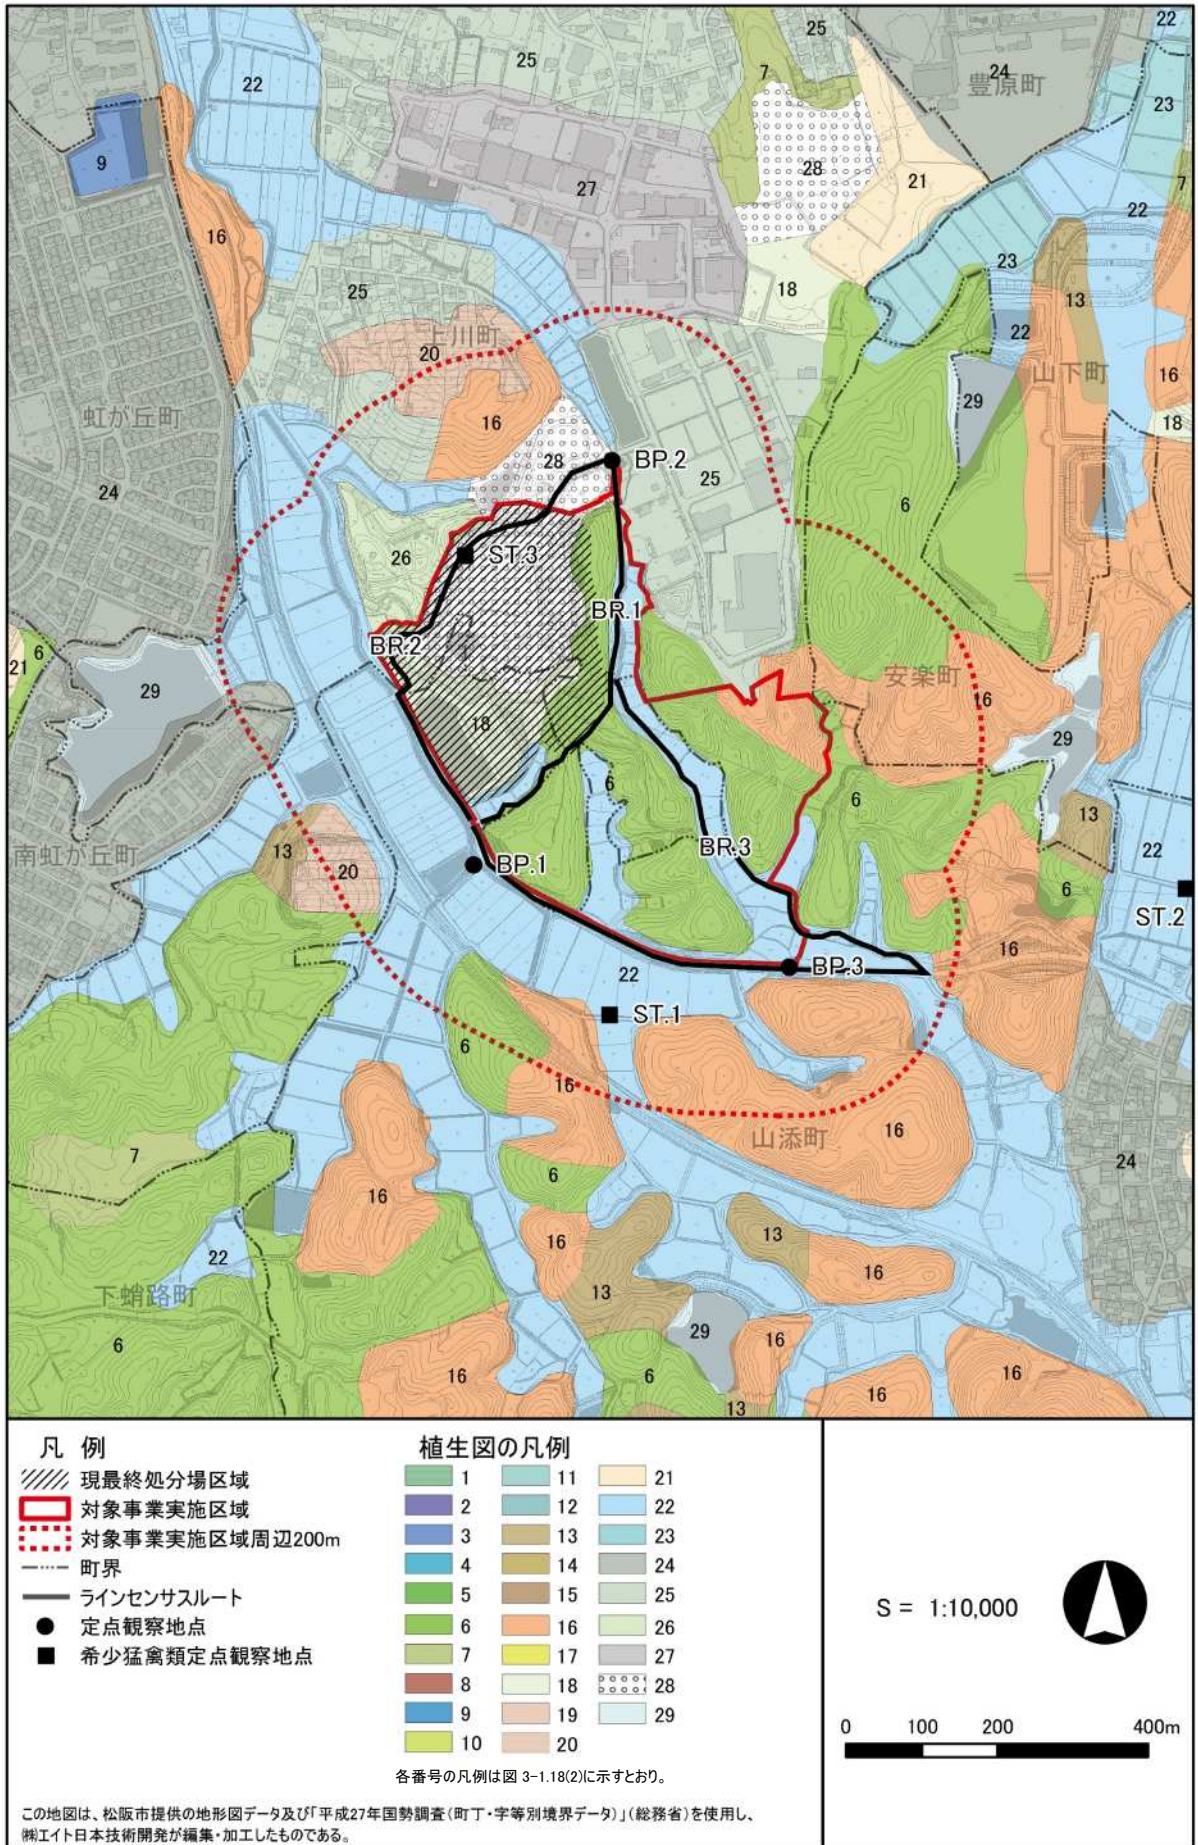 22
25
25
24
豊原町
22
7
23
9
28
27
21
7
22
16
23
25
18
13
上川町
20
22
山下町
虹が丘町
16
29
16
18
28
BP.2
25
24
6
26
ST.3
BR.1
BR.2
6
21
安楽町
29
16
18
29
6
6
13
13
BR.3
22
南虹が丘町
20
BP.1
6
ST.2
16
BP.3
22
ST.1
6
16
山添町
16
7
24
6
16
13
16
22
16
13
下蛸路町
29
6
16
6
16
16
16
13
凡 例
現最終処分場区域
対象事業実施区域
対象事業実施区域周辺200m
町界
ラインセンサスルート
定点観察地点
希少猛禽類定点観察地点
植生図の凡例
1 11 21
2 12 22
3 13 23
4 14 24
5 15 25
6 16 26
7 17 27
8 18 28
9 19 29
10 20
各番号の凡例は図 3-1.18(2)に示すとおり。
S = 1:10,000
0 100 200 400m
この地図は、松阪市提供の地形図データ及び「平成27年国勢調査(町丁・字等別境界データ)」(総務省)を使用し、
㈱エイト日本技術開発が編集・加工したものである。